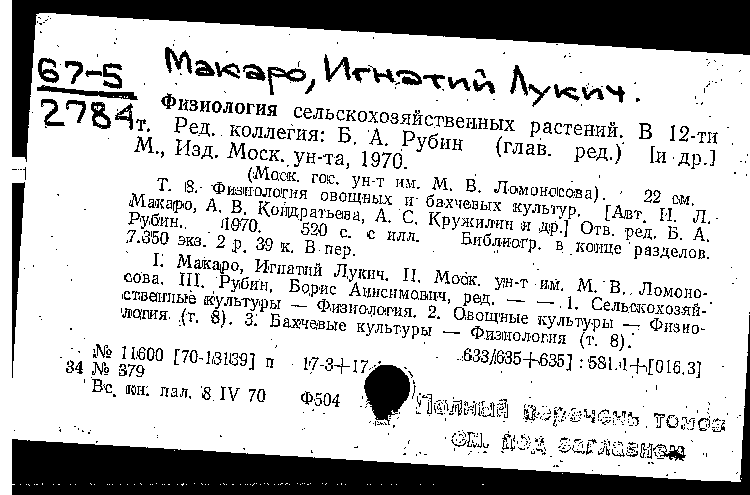 67-5
2784
Макаро, Игнатий Лукич.
Физиология сельскохозяйственных растений. В 12-ти
т. Ред. коллегия: Б. А. Рубин (глав. ред.) [и др.]
М., Изд. Моск. ун-та, 1970.
(Моск. гос. ун-т им. М. В. Ломоносова). 22 см.
Т. 8. Физиология овощных и бахчевых культур. [Авт. И. Л.
Макаро, А. В. Кондратьева, А. С. Кружилин и др.] Отв. ред. Б. А.
Рубин. 1970. 520 с. с илл. Библиогр. в конце разделов.
7.350 экз. 2 р. 39 к. В пер.
I. Макаро, Игнатий Лукич. II. Моск. ун-т им. М. В. Ломоно-
сова. III. Рубин, Борис Анисимович, ред. — — 1. Сельскохозяй-
ственные культуры — Физиология. 2. Овощные культуры — Физио-
логия (т. 8). 3. Бахчевые культуры — Физиология (т. 8).
№ 11600 [70-18139] п 17-3+17 633/635+635] : 581.1+[016.3]
34 № 379
Вс. кн. пал. 8 IV 70 Ф504
Полный перечень томов
см. под заглавием